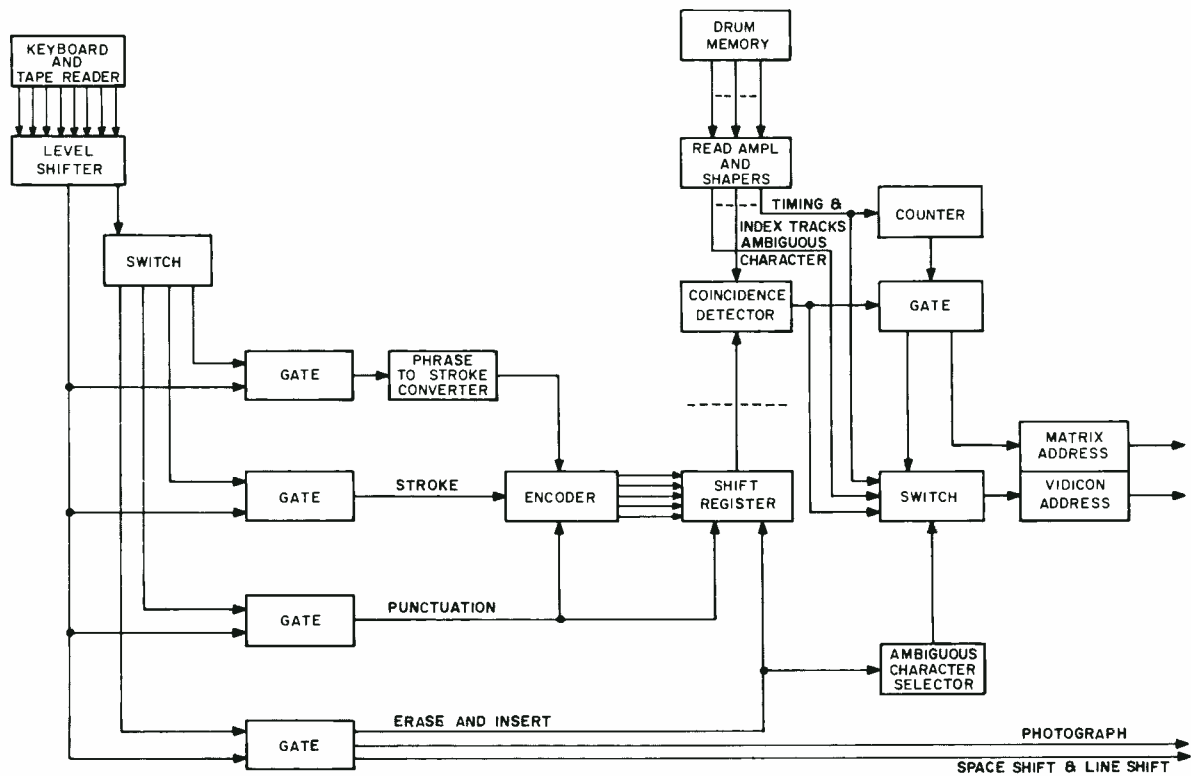 DRUM
MEMORY
KEYBOARD
AND
TAPE READER
LEVEL
SHIFTER
READ AMPL
AND
SHAPERS
TIMING &
INDEX TRACKS
AMBIGUOUS
CHARACTER
COUNTER
SWITCH
COINCIDENCE
DETECTOR
GATE
GATE
PHRASE
TO STROKE
CONVERTER
MATRIX
ADDRESS
VIDICON
ADDRESS
GATE
STROKE
ENCODER
SHIFT
REGISTER
SWITCH
GATE
PUNCTUATION
AMBIGUOUS
CHARACTER
SELECTOR
GATE
ERASE AND INSERT
PHOTOGRAPH
SPACE SHIFT & LINE SHIFT